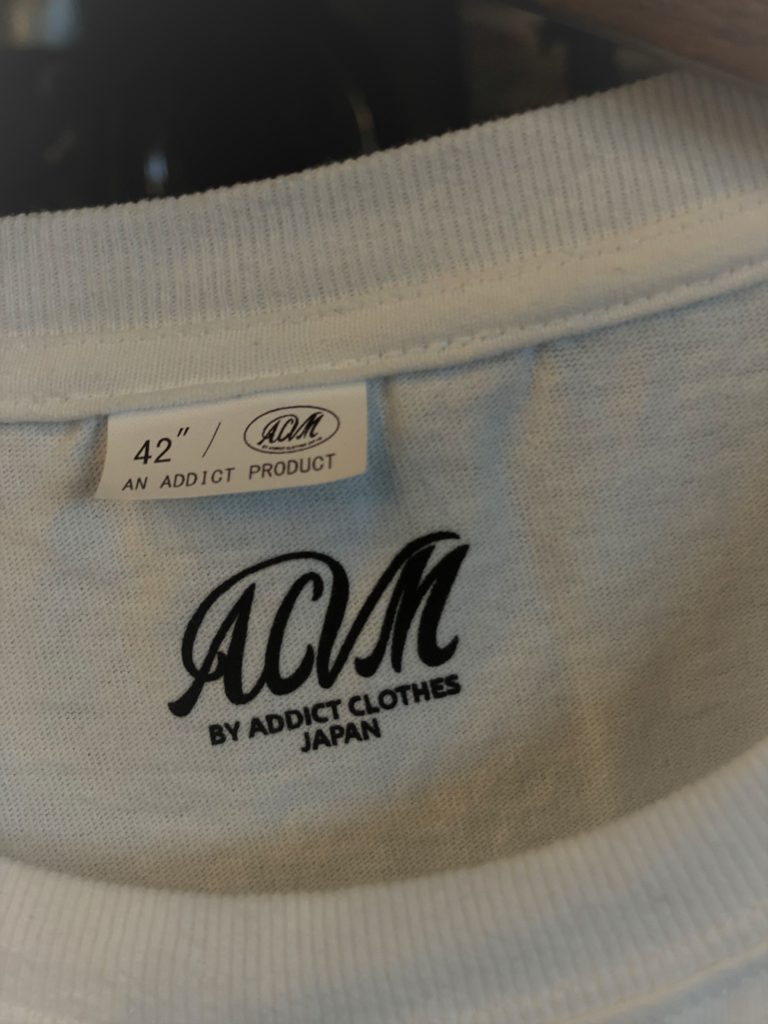 42" / ACVM
AN ADDICT PRODUCT
ACVM
BY ADDICT CLOTHES
JAPAN